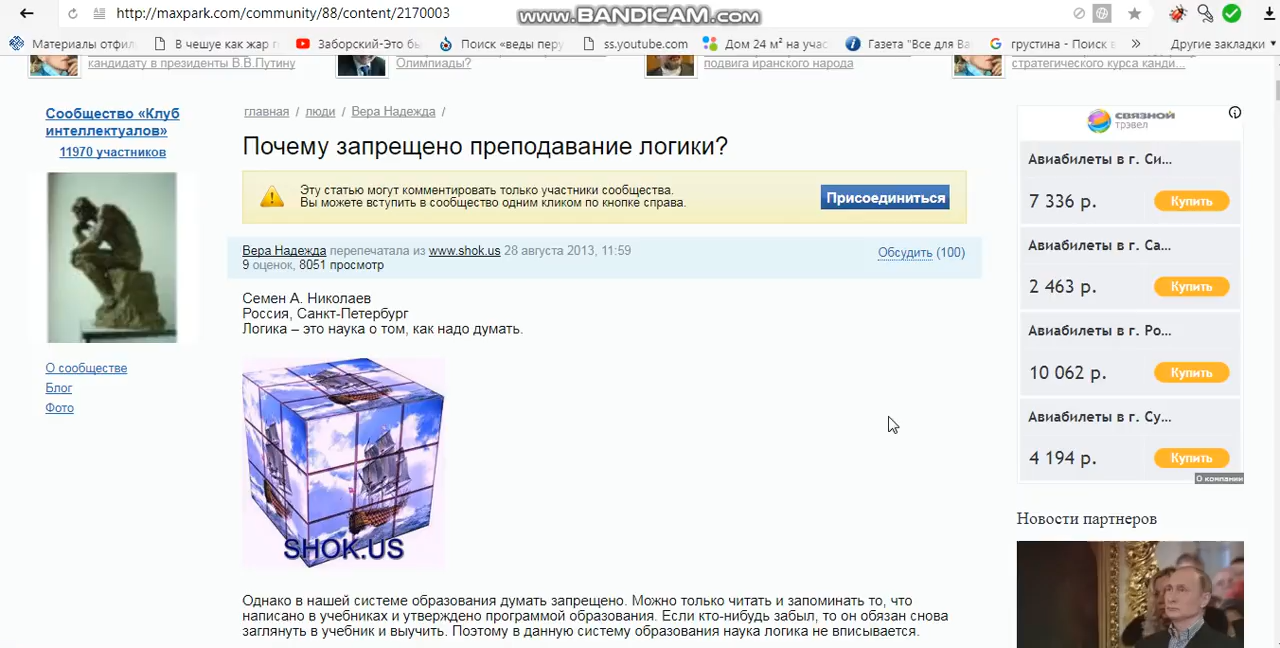 http://maxpark.com/community/88/content/2170003
www.BANDICAM.com
Материалы отфил
В чешуе как жар г
Заборский-Это бы
Поиск «веды перу
ss.youtube.com
Дом 24 м² на учас
Газета "Все для Ва
грустина - Поиск в
»
Другие закладки
кандидату в президенты В.В.Путину
Олимпиады?
подвига иранского народа
стратегического курса канди...
Сообщество «Клуб
интеллектуалов»
11970 участников
О сообществе
Блог
Фото
главная / люди / Вера Надежда /
Почему запрещено преподавание логики?
Эту статью могут комментировать только участники сообщества.
Вы можете вступить в сообщество одним кликом по кнопке справа.
Присоединиться
Вера Надежда перепечатала из www.shok.us 28 августа 2013, 11:59
9 оценок, 8051 просмотр
Обсудить (100)
Семен А. Николаев
Россия, Санкт-Петербург
Логика – это наука о том, как надо думать.
SHOK.US
Однако в нашей системе образования думать запрещено. Можно только читать и запоминать то, что
написано в учебниках и утверждено программой образования. Если кто-нибудь забыл, то он обязан снова
заглянуть в учебник и выучить. Поэтому в данную систему образования наука логика не вписывается.
СВЯЗНОЙ
трэвел
Авиабилеты в г. Си...
7 336 р. Купить
Авиабилеты в г. Са...
2 463 р. Купить
Авиабилеты в г. Ро...
10 062 р. Купить
Авиабилеты в г. Су...
4 194 р. Купить
О компании
Новости партнеров